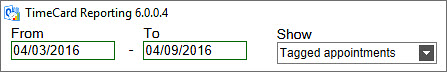 TimeCard Reporting 6.0.0.4
From To Show
04/03/2016 - 04/09/2016 Tagged appointments